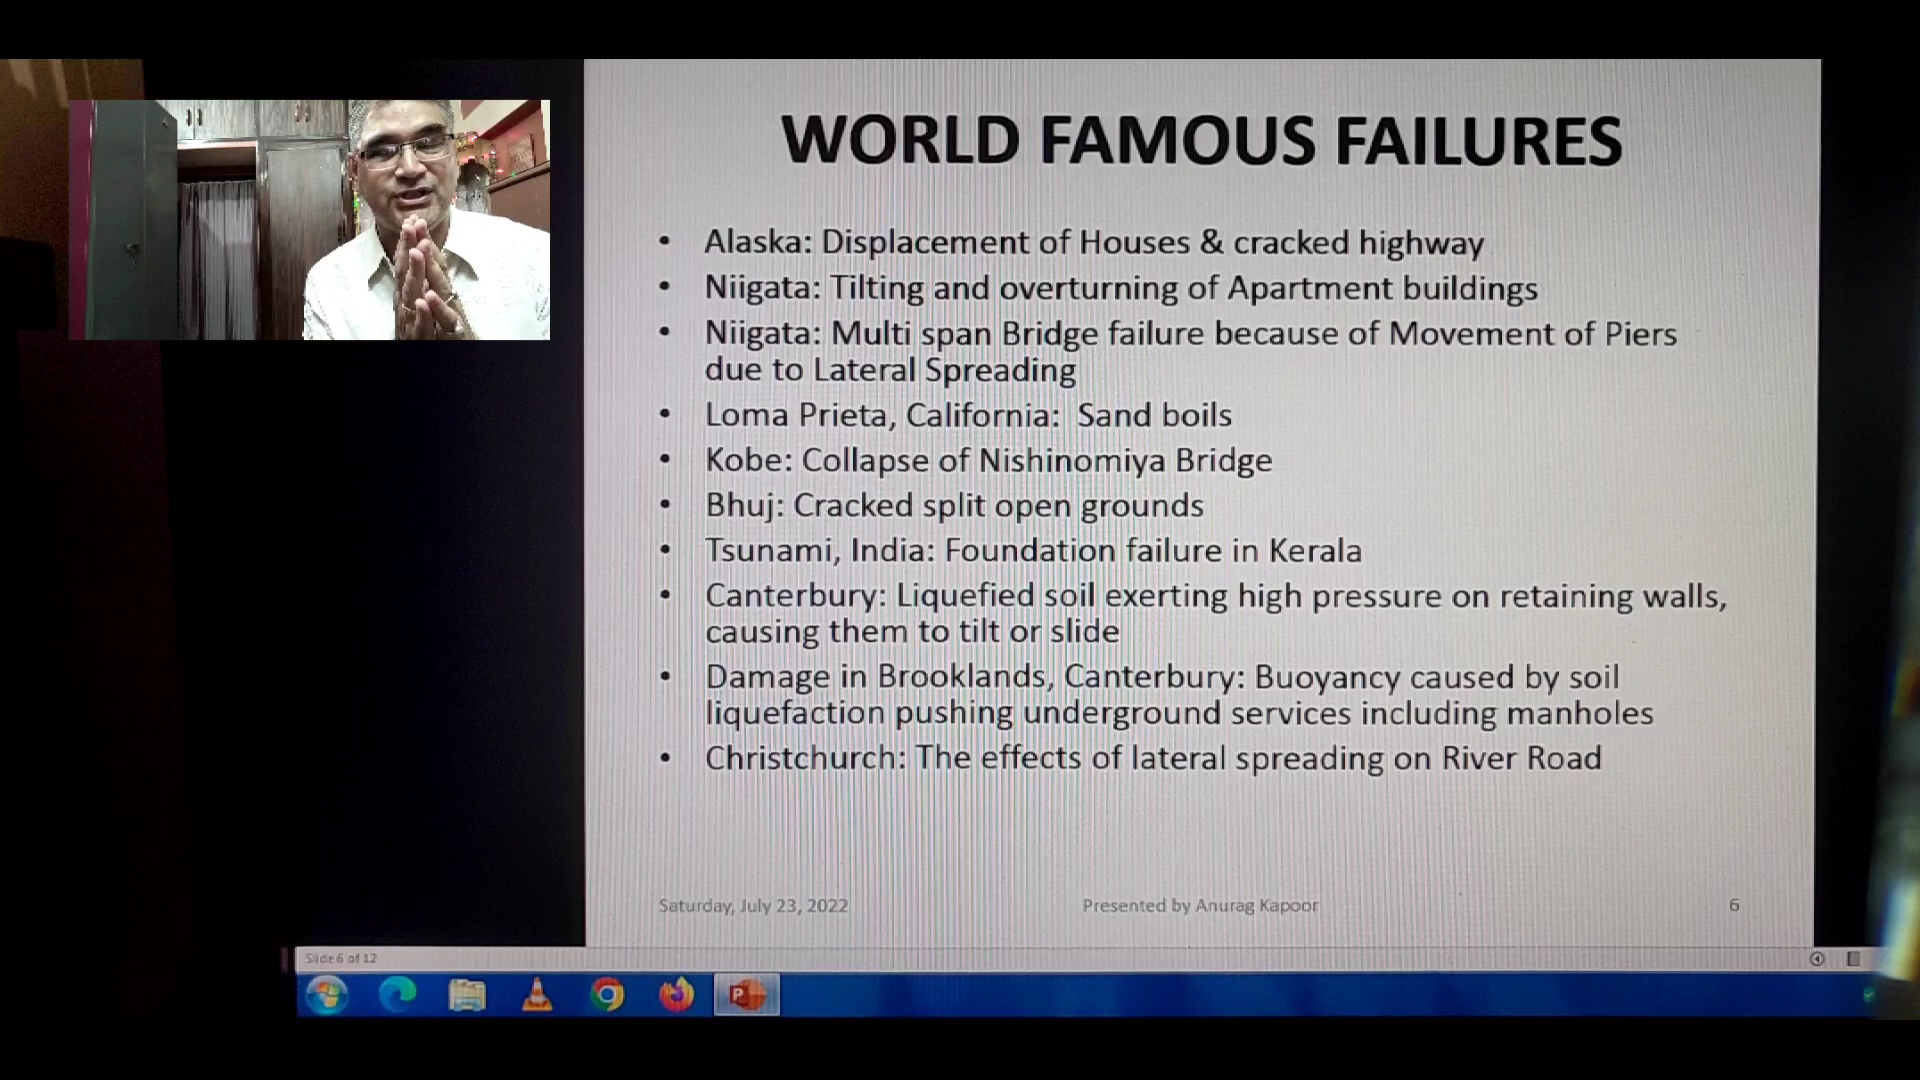 WORLD FAMOUS FAILURES
• Alaska: Displacement of Houses & cracked highway
• Niigata: Tilting and overturning of Apartment buildings
• Niigata: Multi span Bridge failure because of Movement of Piers
due to Lateral Spreading
• Loma Prieta, California: Sand boils
• Kobe: Collapse of Nishinomiya Bridge
• Bhuj: Cracked split open grounds
• Tsunami, India: Foundation failure in Kerala
• Canterbury: Liquefied soil exerting high pressure on retaining walls,
causing them to tilt or slide
• Damage in Brooklands, Canterbury: Buoyancy caused by soil
liquefaction pushing underground services including manholes
• Christchurch: The effects of lateral spreading on River Road
Saturday, July 23, 2022 Presented by Anurag Kapoor 6
Slide 6 of 12